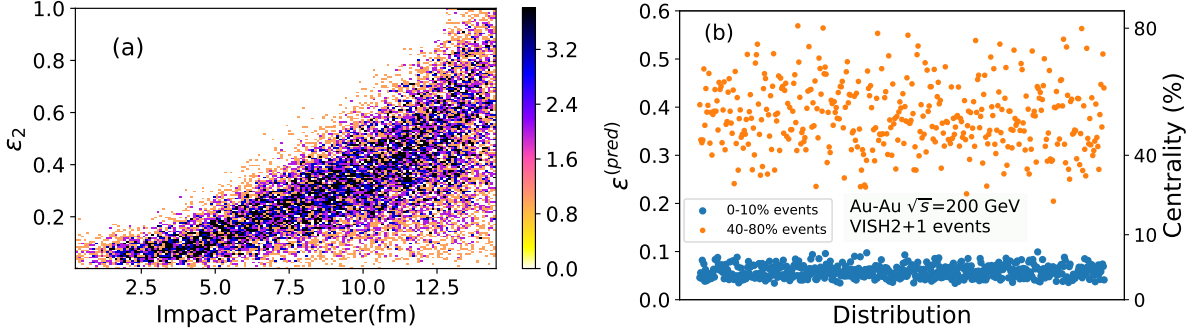 (a)
ε₂
1.0
0.8
0.6
0.4
0.2
2.5 5.0 7.5 10.0 12.5
Impact Parameter(fm)
3.2
2.4
1.6
0.8
0.0
(b)
ε^(pred)
0.6
0.5
0.4
0.3
0.2
0.1
0.0
0-10% events
40-80% events
Au-Au √s=200 GeV
VISH2+1 events
Distribution
80
40
10
0
Centrality (%)